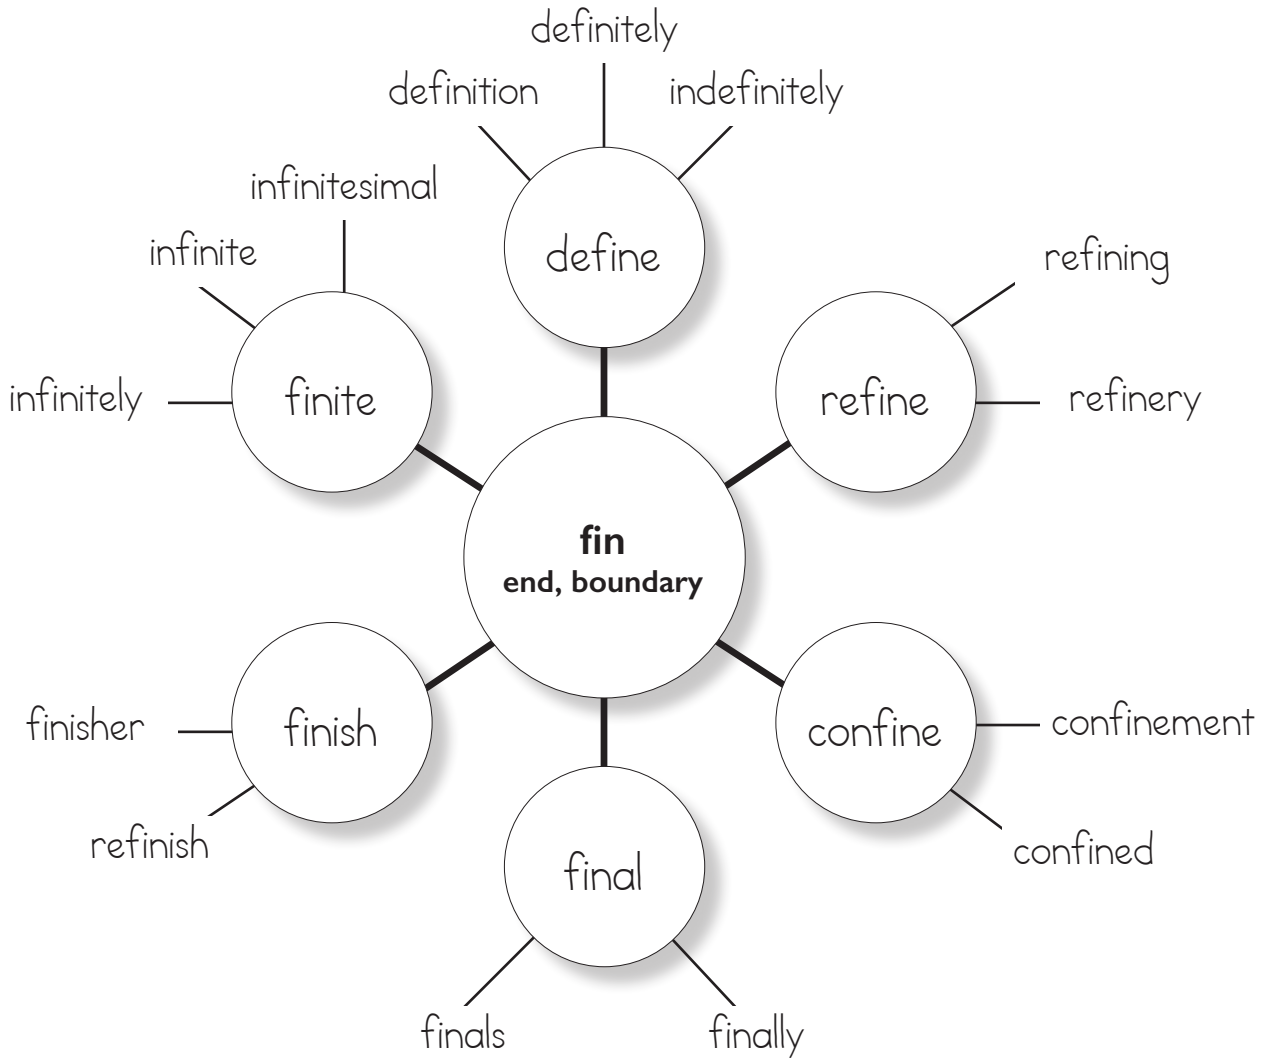 definitely
definition
indefinitely
define
infinitesimal
infinite
infinitely
finite
refining
refinery
refine
fin
end, boundary
finisher
refinish
finish
confinement
confined
confine
final
finals
finally